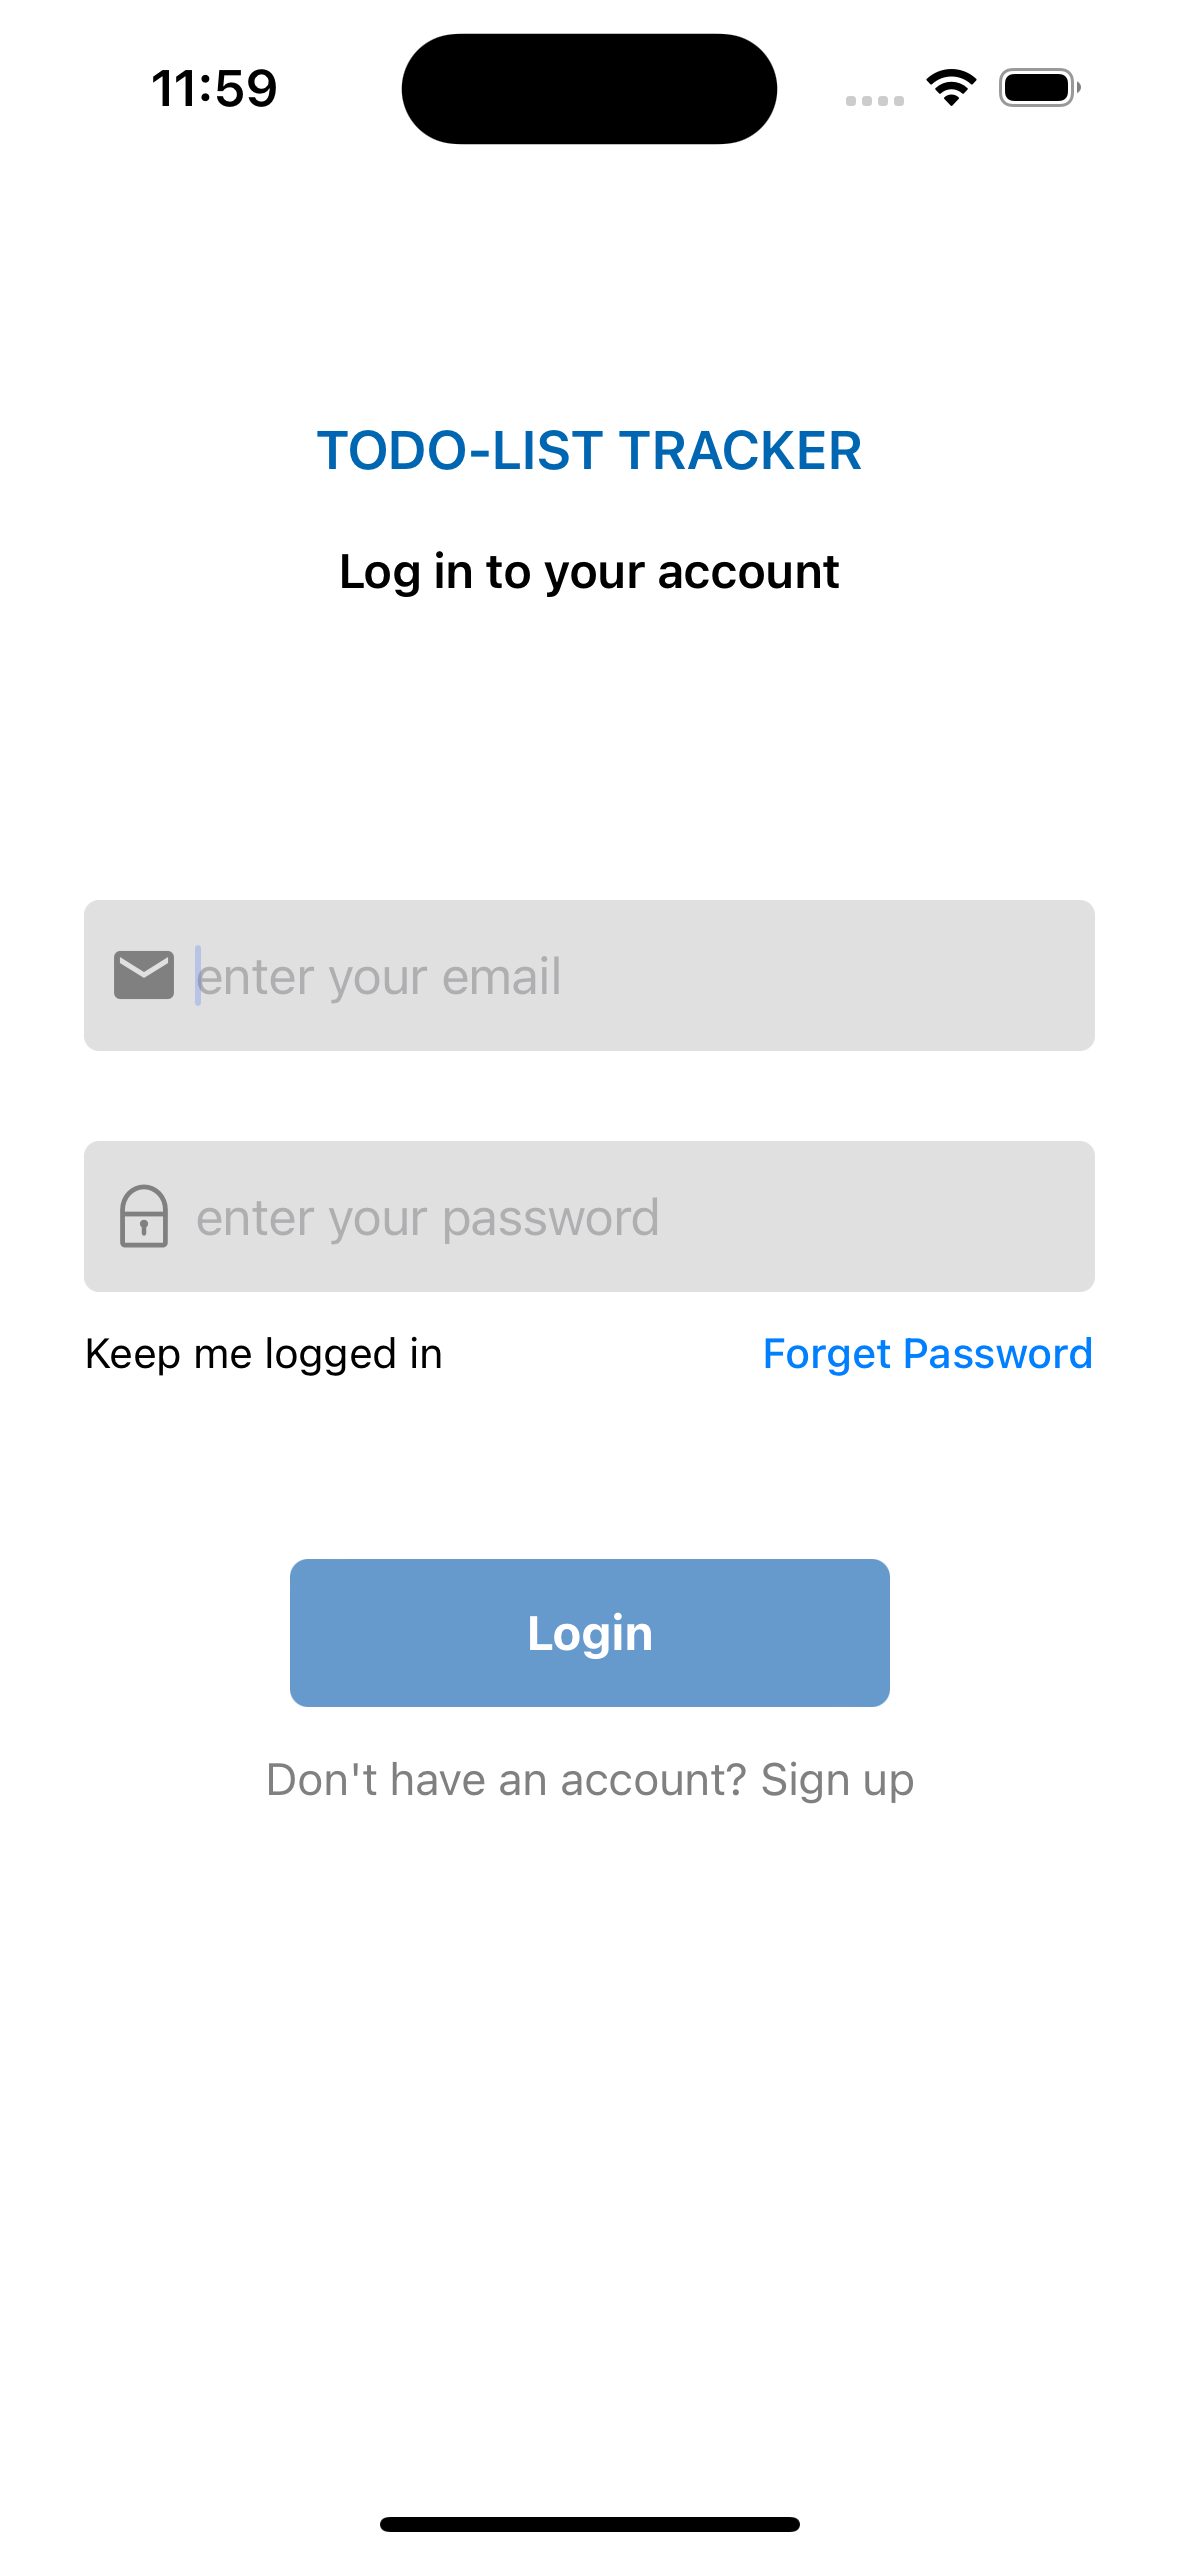 11:59
TODO-LIST TRACKER
Log in to your account
enter your email
enter your password
Keep me logged in Forget Password
Login
Don't have an account? Sign up